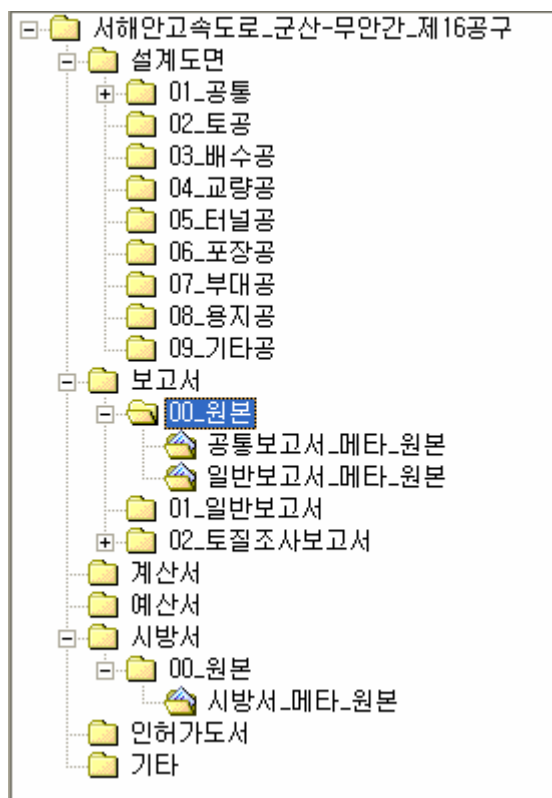 서해안고속도로_군산-무안간_제16공구
설계도면
01_공통
02_토공
03_배수공
04_교량공
05_터널공
06_포장공
07_부대공
08_용지공
09_기타공
보고서
00_원본
공통보고서_메타_원본
일반보고서_메타_원본
01_일반보고서
02_토질조사보고서
계산서
예산서
시방서
00_원본
시방서_메타_원본
인허가도서
기타